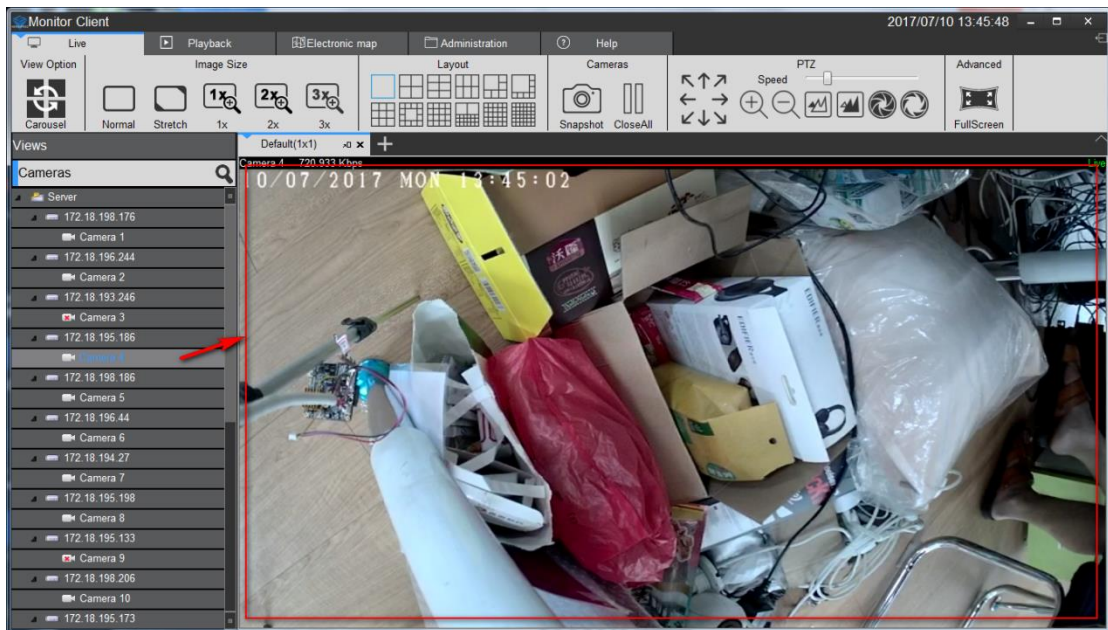 Monitor Client
2017/07/10 13:45:48
Live
Playback
Electronic map
Administration
Help
View Option
Image Size
Layout
Cameras
PTZ
Advanced
Speed
Carousel
Normal
Stretch
1x
2x
3x
Snapshot
CloseAll
FullScreen
Views
Default(1x1)
Cameras
Camera 4 720.933 Kbps
Live
10/07/2017 MON 13:45:02
Server
172.18.198.176
Camera 1
172.18.196.244
Camera 2
172.18.193.246
Camera 3
172.18.195.186
Camera 4
172.18.198.186
Camera 5
172.18.196.44
Camera 6
172.18.194.27
Camera 7
172.18.195.198
Camera 8
172.18.195.133
Camera 9
172.18.198.206
Camera 10
172.18.195.173
EDIFIER
EDIFIER